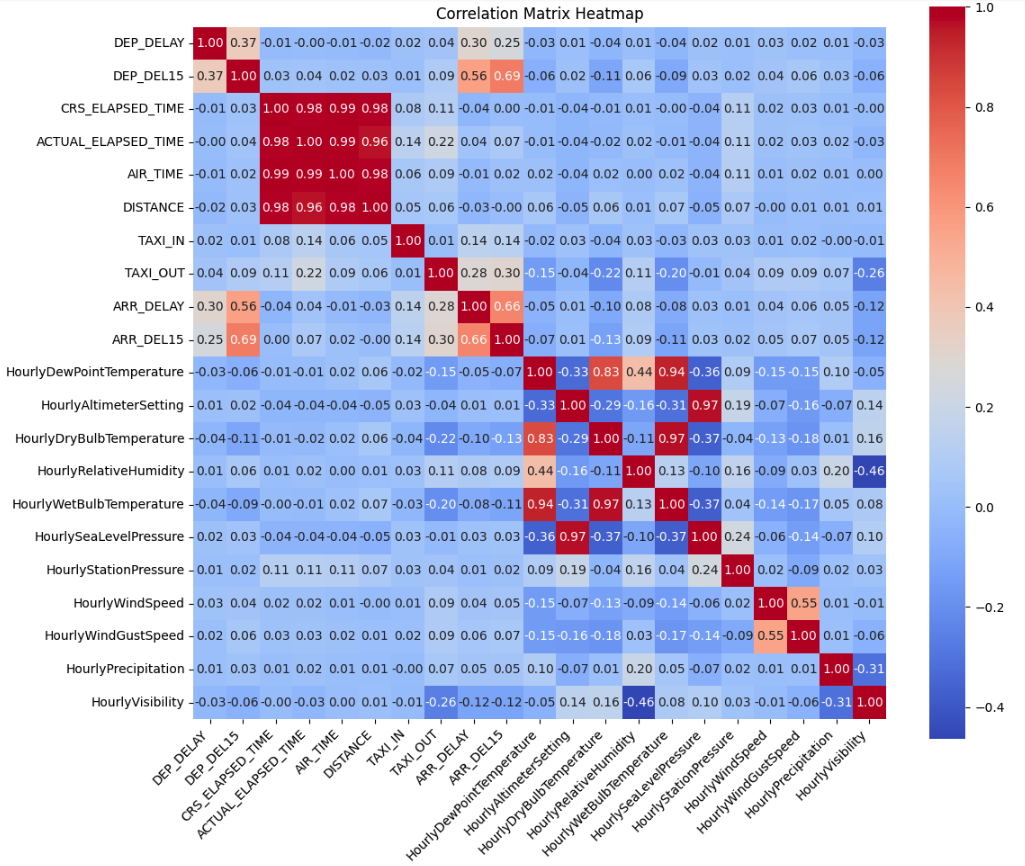 Correlation Matrix Heatmap
DEP_DELAY 1.00 0.37 -0.01 -0.00 -0.01 -0.02 0.02 0.04 0.30 0.25 -0.03 0.01 -0.04 0.01 -0.04 0.02 0.01 0.03 0.02 0.01 -0.03
DEP_DEL15 0.37 1.00 0.03 0.04 0.02 0.03 0.01 0.09 0.56 0.69 -0.06 0.02 -0.11 0.06 -0.09 0.03 0.02 0.04 0.06 0.03 -0.06
CRS_ELAPSED_TIME -0.01 0.03 1.00 0.98 0.99 0.98 0.08 0.11 -0.04 0.00 -0.01 -0.04 -0.01 0.01 -0.00 -0.04 0.11 0.02 0.03 0.01 -0.00
ACTUAL_ELAPSED_TIME -0.00 0.04 0.98 1.00 0.99 0.96 0.14 0.22 0.04 0.07 -0.01 -0.04 -0.02 0.02 -0.01 -0.04 0.11 0.02 0.03 0.02 -0.03
AIR_TIME -0.01 0.02 0.99 0.99 1.00 0.98 0.06 0.09 -0.01 0.02 0.02 -0.04 0.02 0.00 0.02 -0.04 0.11 0.01 0.02 0.01 0.00
DISTANCE -0.02 0.03 0.98 0.96 0.98 1.00 0.05 0.06 -0.03 -0.00 0.06 -0.05 0.06 0.01 0.07 -0.05 0.07 -0.00 0.01 0.01 0.01
TAXI_IN 0.02 0.01 0.08 0.14 0.06 0.05 1.00 0.01 0.14 0.14 -0.02 0.03 -0.04 0.03 -0.03 0.03 0.03 0.01 0.02 -0.00 -0.01
TAXI_OUT 0.04 0.09 0.11 0.22 0.09 0.06 0.01 1.00 0.28 0.30 -0.15 -0.04 -0.22 0.11 -0.20 -0.01 0.04 0.09 0.09 0.07 -0.26
ARR_DELAY 0.30 0.56 -0.04 0.04 -0.01 -0.03 0.14 0.28 1.00 0.66 -0.05 0.01 -0.10 0.08 -0.08 0.03 0.01 0.04 0.06 0.05 -0.12
ARR_DEL15 0.25 0.69 0.00 0.07 0.02 -0.00 0.14 0.30 0.66 1.00 -0.07 0.01 -0.13 0.09 -0.11 0.03 0.02 0.05 0.07 0.05 -0.12
HourlyDewPointTemperature -0.03 -0.06 -0.01 -0.01 0.02 0.06 -0.02 -0.15 -0.05 -0.07 1.00 -0.33 0.83 0.44 0.94 -0.36 0.09 -0.15 -0.15 0.10 -0.05
HourlyAltimeterSetting 0.01 0.02 -0.04 -0.04 -0.04 -0.05 0.03 -0.04 0.01 0.01 -0.33 1.00 -0.29 -0.16 -0.31 0.97 0.19 -0.07 -0.16 -0.07 0.14
HourlyDryBulbTemperature -0.04 -0.11 -0.01 -0.02 0.02 0.06 -0.04 -0.22 -0.10 -0.13 0.83 -0.29 1.00 -0.11 0.97 -0.37 -0.04 -0.13 -0.18 0.01 0.16
HourlyRelativeHumidity 0.01 0.06 0.01 0.02 0.00 0.01 0.03 0.11 0.08 0.09 0.44 -0.16 -0.11 1.00 0.13 -0.10 0.16 -0.09 0.03 0.20 -0.46
HourlyWetBulbTemperature -0.04 -0.09 -0.00 -0.01 0.02 0.07 -0.03 -0.20 -0.08 -0.11 0.94 -0.31 0.97 0.13 1.00 -0.37 0.04 -0.14 -0.17 0.05 0.08
HourlySeaLevelPressure 0.02 0.03 -0.04 -0.04 -0.04 -0.05 0.03 -0.01 0.03 0.03 -0.36 0.97 -0.37 -0.10 -0.37 1.00 0.24 -0.06 -0.14 -0.07 0.10
HourlyStationPressure 0.01 0.02 0.11 0.11 0.11 0.07 0.03 0.04 0.01 0.02 0.09 0.19 -0.04 0.16 0.04 0.24 1.00 0.02 -0.09 0.02 0.03
HourlyWindSpeed 0.03 0.04 0.02 0.02 0.01 -0.00 0.01 0.09 0.04 0.05 -0.15 -0.07 -0.13 -0.09 -0.14 -0.06 0.02 1.00 0.55 0.01 -0.01
HourlyWindGustSpeed 0.02 0.06 0.03 0.03 0.02 0.01 0.02 0.09 0.06 0.07 -0.15 -0.16 -0.18 0.03 -0.17 -0.14 -0.09 0.55 1.00 0.01 -0.06
HourlyPrecipitation 0.01 0.03 0.01 0.02 0.01 0.01 -0.00 0.07 0.05 0.05 0.10 -0.07 0.01 0.20 0.05 -0.07 0.02 0.01 0.01 1.00 -0.31
HourlyVisibility -0.03 -0.06 -0.00 -0.03 0.00 0.01 -0.01 -0.26 -0.12 -0.12 -0.05 0.14 0.16 -0.46 0.08 0.10 0.03 -0.01 -0.06 -0.31 1.00
DEP_DELAY
DEP_DEL15
CRS_ELAPSED_TIME
ACTUAL_ELAPSED_TIME
AIR_TIME
DISTANCE
TAXI_IN
TAXI_OUT
ARR_DELAY
ARR_DEL15
HourlyDewPointTemperature
HourlyAltimeterSetting
HourlyDryBulbTemperature
HourlyRelativeHumidity
HourlyWetBulbTemperature
HourlySeaLevelPressure
HourlyStationPressure
HourlyWindSpeed
HourlyWindGustSpeed
HourlyPrecipitation
HourlyVisibility
1.0
0.8
0.6
0.4
0.2
0.0
−0.2
−0.4